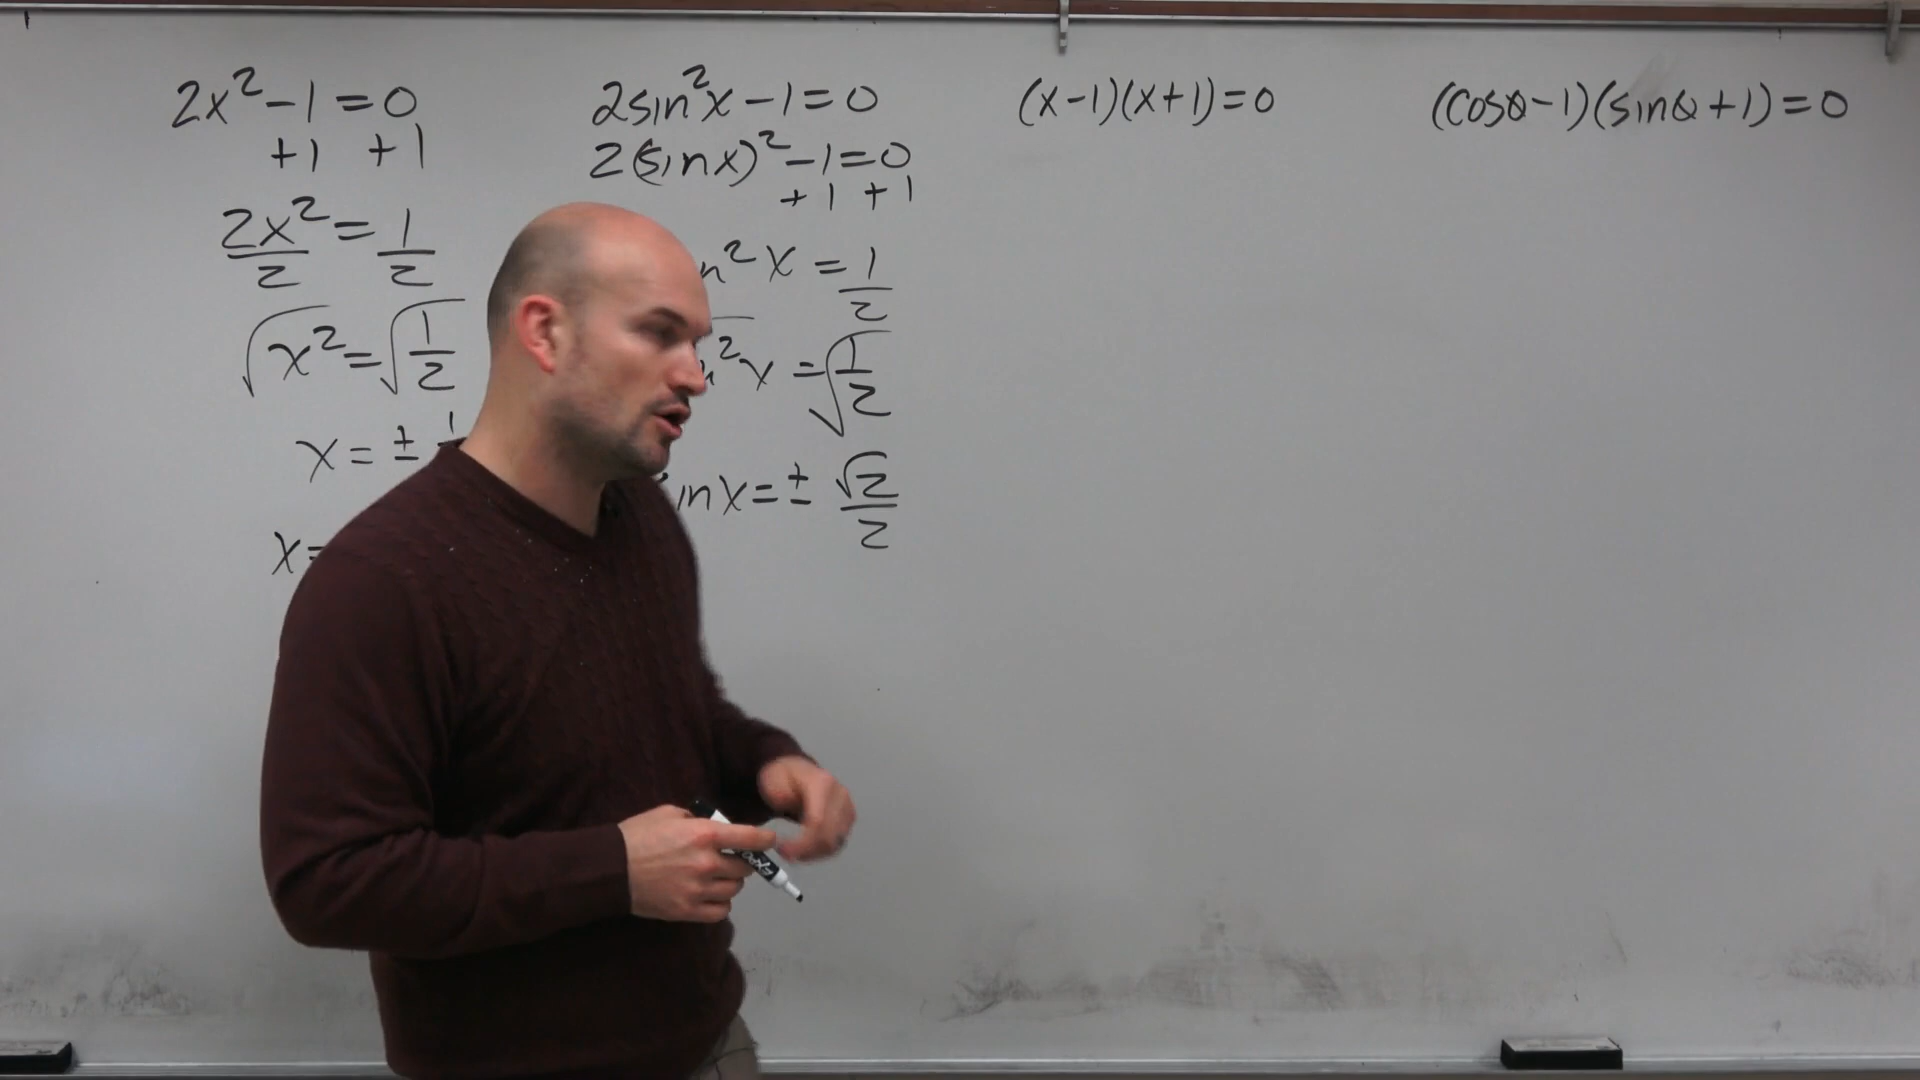 2x² - 1 = 0
+1 +1
2x² = 1
2 2
√x² = √1/2
x = ±
x =
2sin²x - 1 = 0
2(sinx)² - 1 = 0
+1 +1
n²x = 1/2
²x = √1/2
inx = ± √2/2
(x-1)(x+1) = 0
(cosθ-1)(sinθ+1) = 0
EXPO